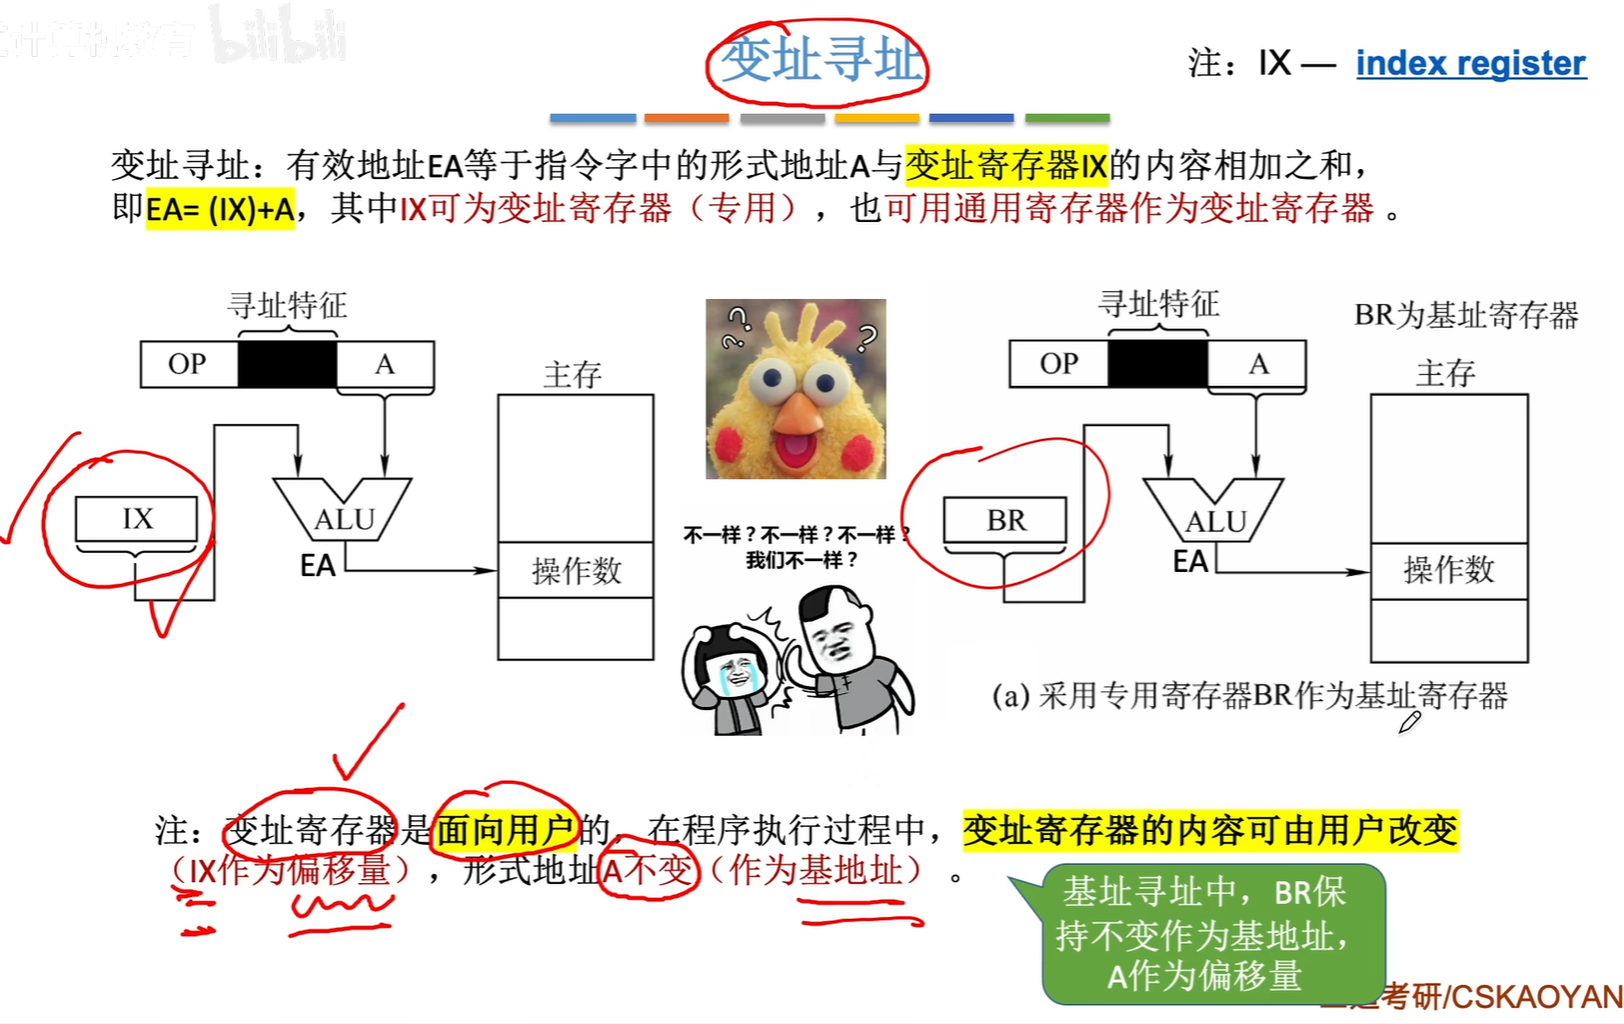 计算机教育 bilibili
变址寻址
注：IX — index register
变址寻址：有效地址EA等于指令字中的形式地址A与变址寄存器IX的内容相加之和，
即EA= (IX)+A，其中IX可为变址寄存器（专用），也可用通用寄存器作为变址寄存器 。
寻址特征
OP
A
主存
IX
ALU
EA
操作数
? ? ?
不一样？不一样？不一样？
我们不一样？
寻址特征
BR为基址寄存器
OP
A
主存
BR
ALU
EA
操作数
(a) 采用专用寄存器BR作为基址寄存器
注：变址寄存器是面向用户的，在程序执行过程中，变址寄存器的内容可由用户改变
（IX作为偏移量），形式地址A不变（作为基地址） 。
基址寻址中，BR保
持不变作为基地址，
A作为偏移量
考研/CSKAOYAN